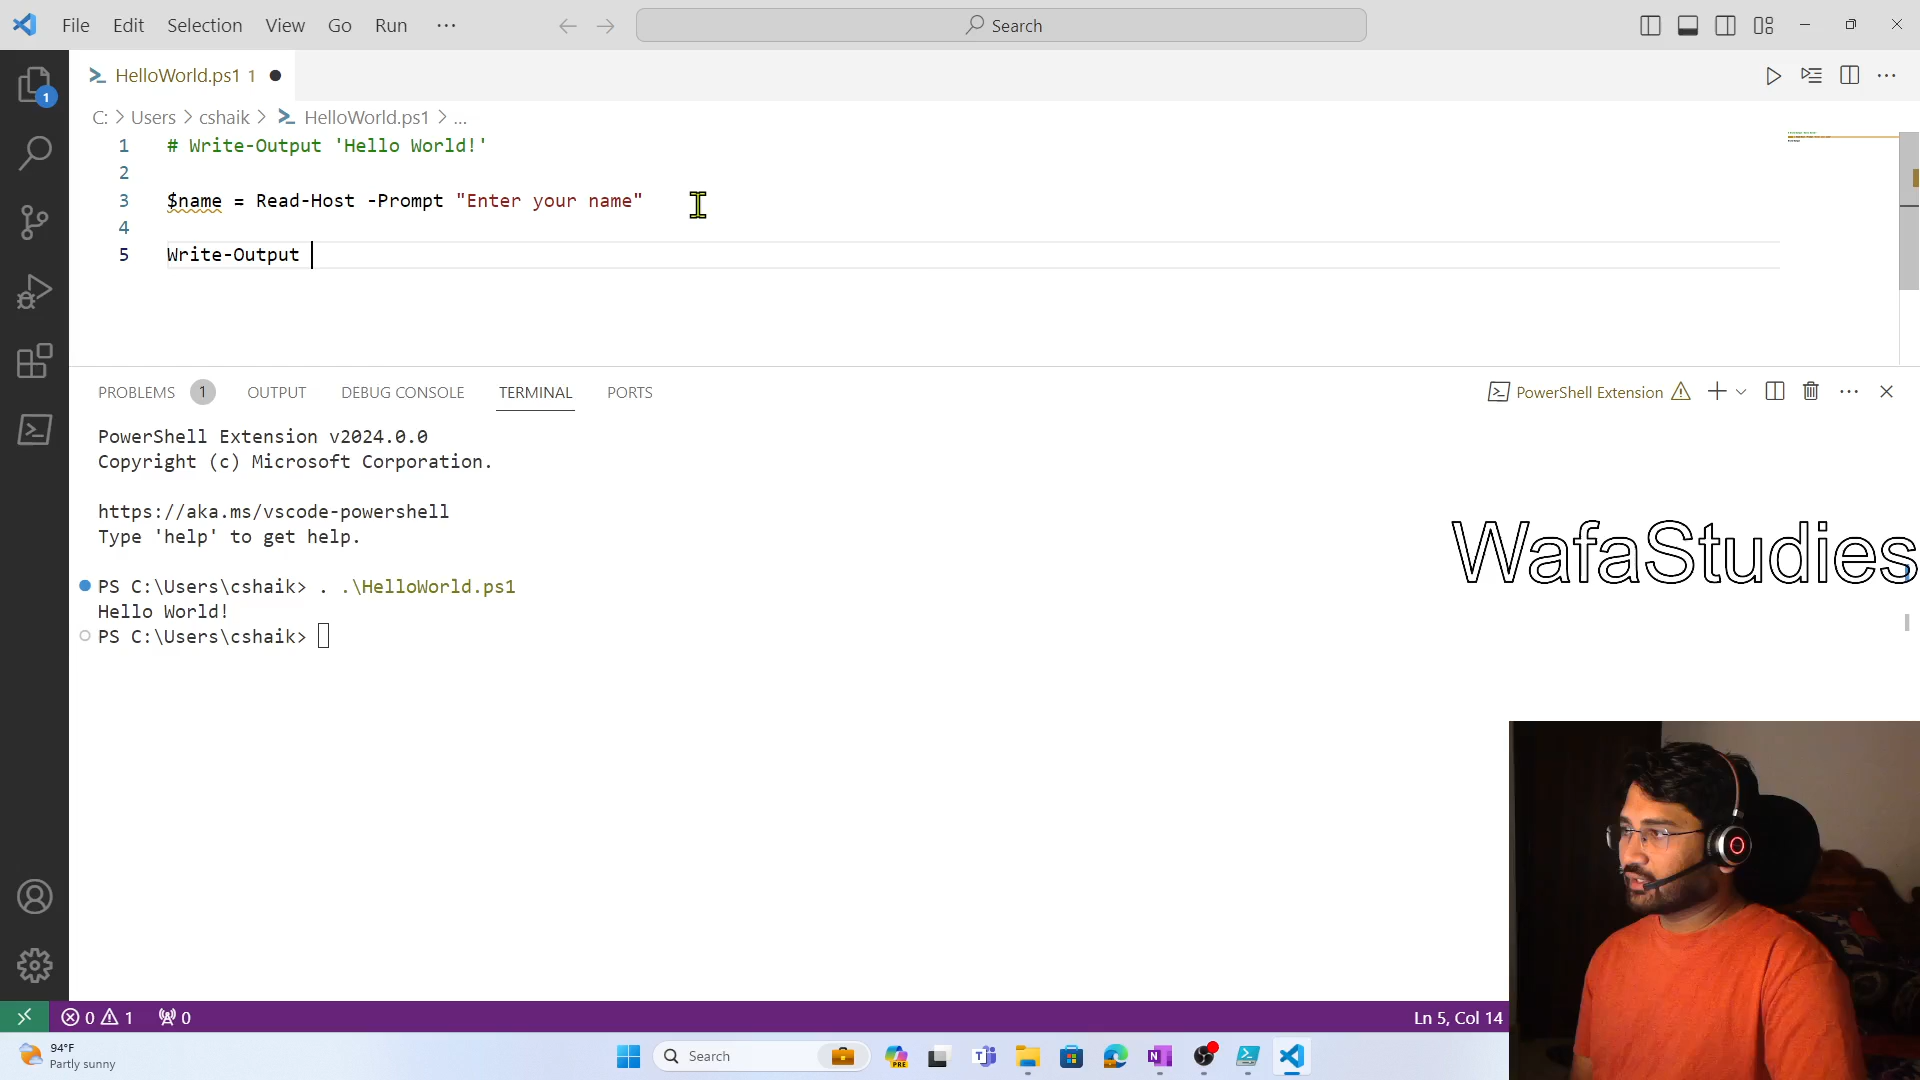 File Edit Selection View Go Run ... Search
HelloWorld.ps1 1
C: > Users > cshaik > HelloWorld.ps1 > ...
1 # Write-Output 'Hello World!'
2
3 $name = Read-Host -Prompt "Enter your name"
4
5 Write-Output
PROBLEMS 1 OUTPUT DEBUG CONSOLE TERMINAL PORTS PowerShell Extension
PowerShell Extension v2024.0.0
Copyright (c) Microsoft Corporation.
https://aka.ms/vscode-powershell
Type 'help' to get help.
PS C:\Users\cshaik> . .\HelloWorld.ps1
Hello World!
PS C:\Users\cshaik>
WafaStudies
0 1 0 Ln 5, Col 14
94°F
Partly sunny
Search
PRE